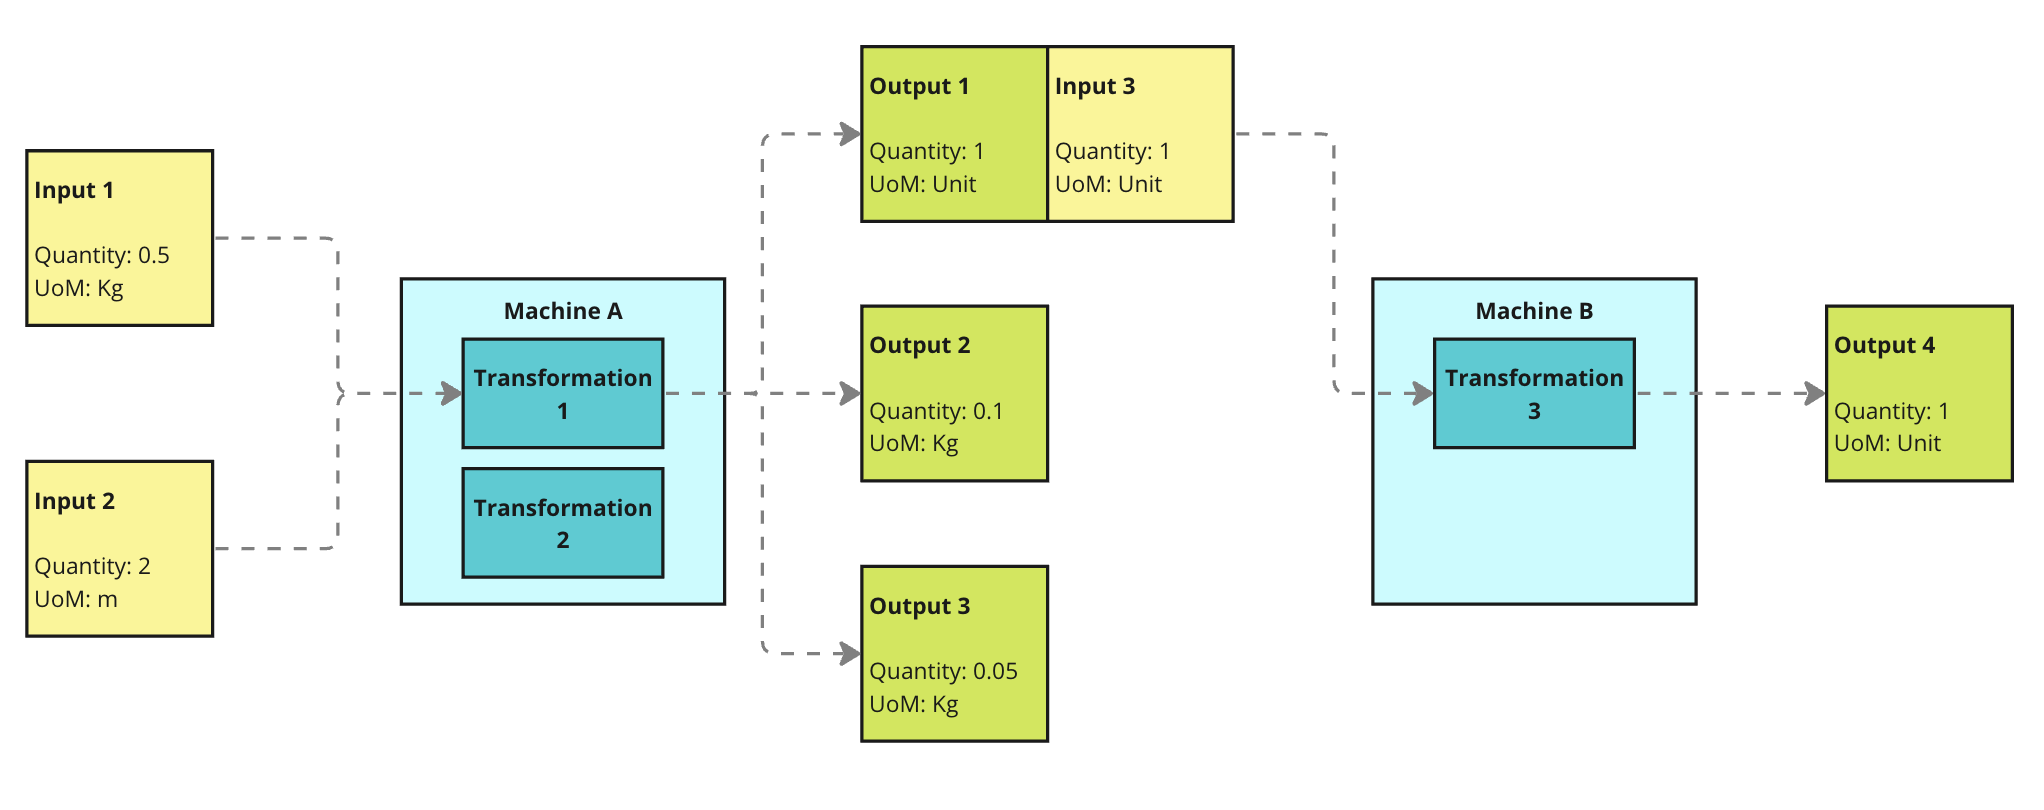 Input 1
Quantity: 0.5
UoM: Kg
Input 2
Quantity: 2
UoM: m
Machine A
Transformation
1
Transformation
2
Output 1
Quantity: 1
UoM: Unit
Input 3
Quantity: 1
UoM: Unit
Output 2
Quantity: 0.1
UoM: Kg
Output 3
Quantity: 0.05
UoM: Kg
Machine B
Transformation
3
Output 4
Quantity: 1
UoM: Unit